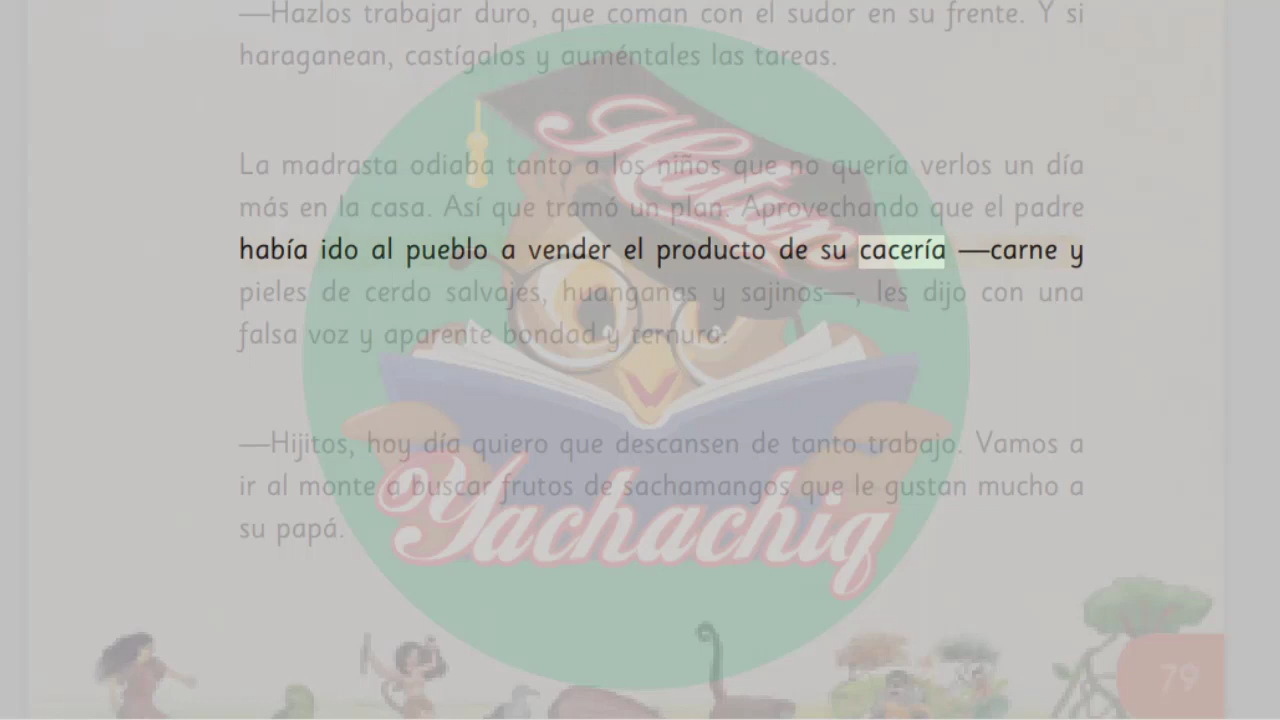 —Hazlos trabajar duro, que coman con el sudor en su frente. Y si
haraganean, castígalos y auméntales las tareas.
Hatun
La madrasta odiaba tanto a los niños que no quería verlos un día
más en la casa. Así que tramó un plan. Aprovechando que el padre
había ido al pueblo a vender el producto de su cacería —carne y
pieles de cerdo salvajes, huanganas y sajinos—, les dijo con una
falsa voz y aparente bondad y ternura:
—Hijitos, hoy día quiero que descansen de tanto trabajo. Vamos a
ir al monte a buscar frutos de sachamangos que le gustan mucho a
su papá.
Yachachiq
79